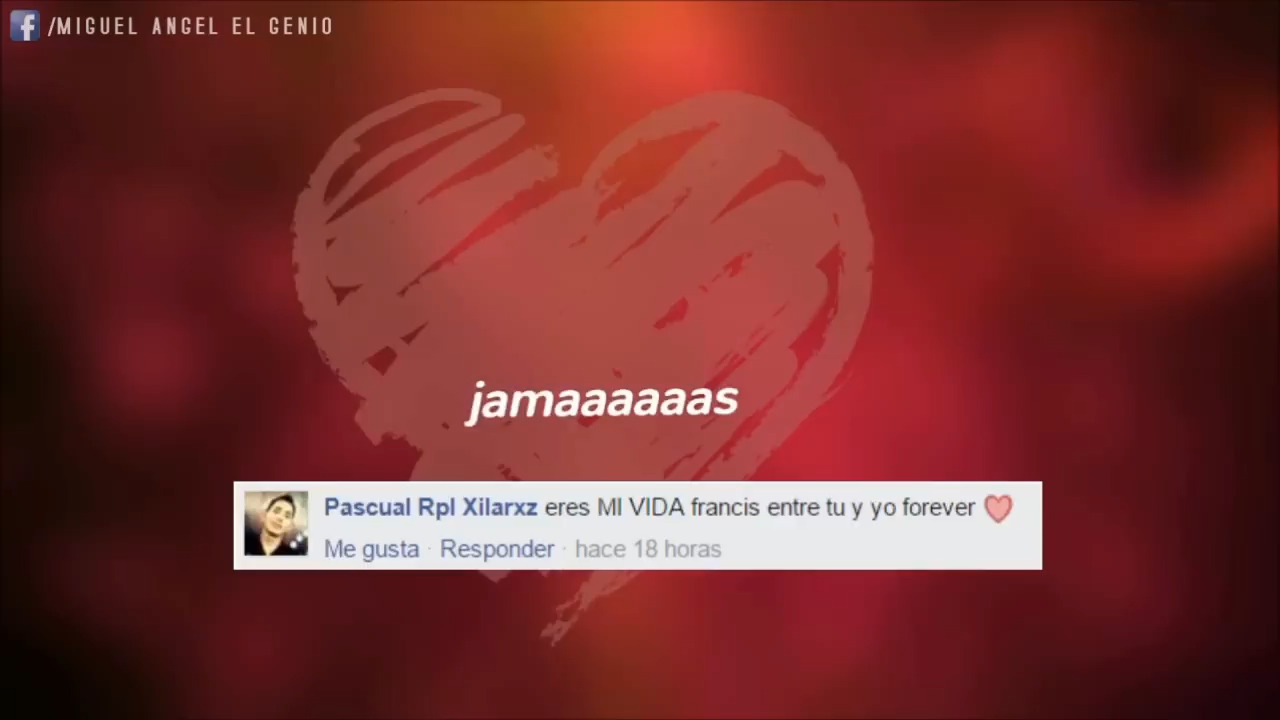 /MIGUEL ANGEL EL GENIO
jamaaaaaas
Pascual Rpl Xilarxz eres MI VIDA francis entre tu y yo forever
Me gusta · Responder · hace 18 horas